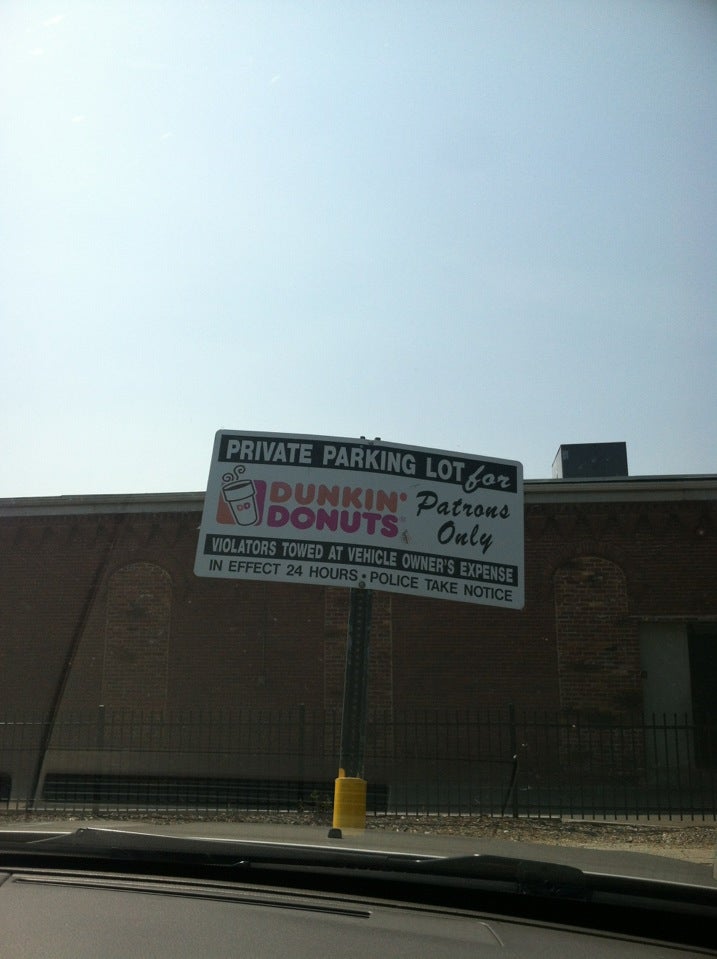 PRIVATE PARKING LOT for
DD
DUNKIN'
DONUTS
Patrons
Only
VIOLATORS TOWED AT VEHICLE OWNER'S EXPENSE
IN EFFECT 24 HOURS • POLICE TAKE NOTICE